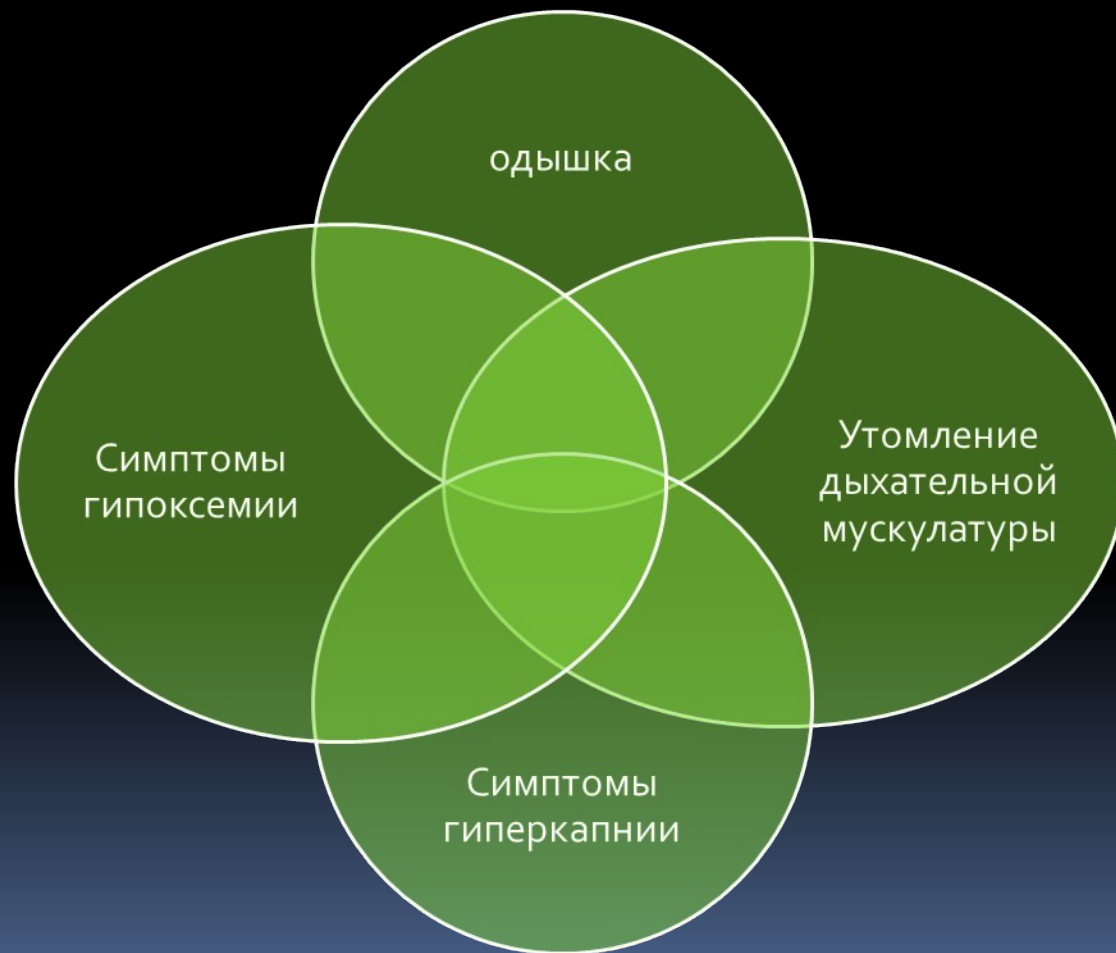 одышка
Симптомы
гипоксемии
Утомление
дыхательной
мускулатуры
Симптомы
гиперкапнии